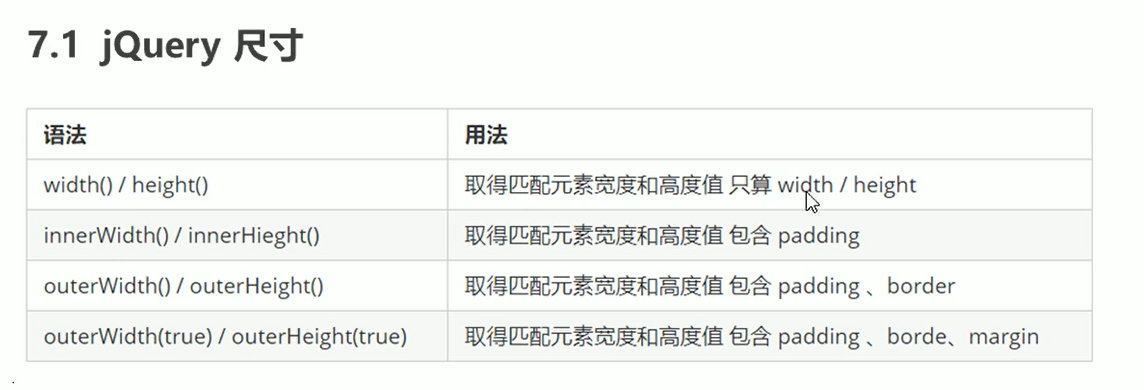 7.1 jQuery 尺寸
语法 用法
width() / height() 取得匹配元素宽度和高度值 只算 width / height
innerWidth() / innerHieght() 取得匹配元素宽度和高度值 包含 padding
outerWidth() / outerHeight() 取得匹配元素宽度和高度值 包含 padding 、border
outerWidth(true) / outerHeight(true) 取得匹配元素宽度和高度值 包含 padding 、borde、margin